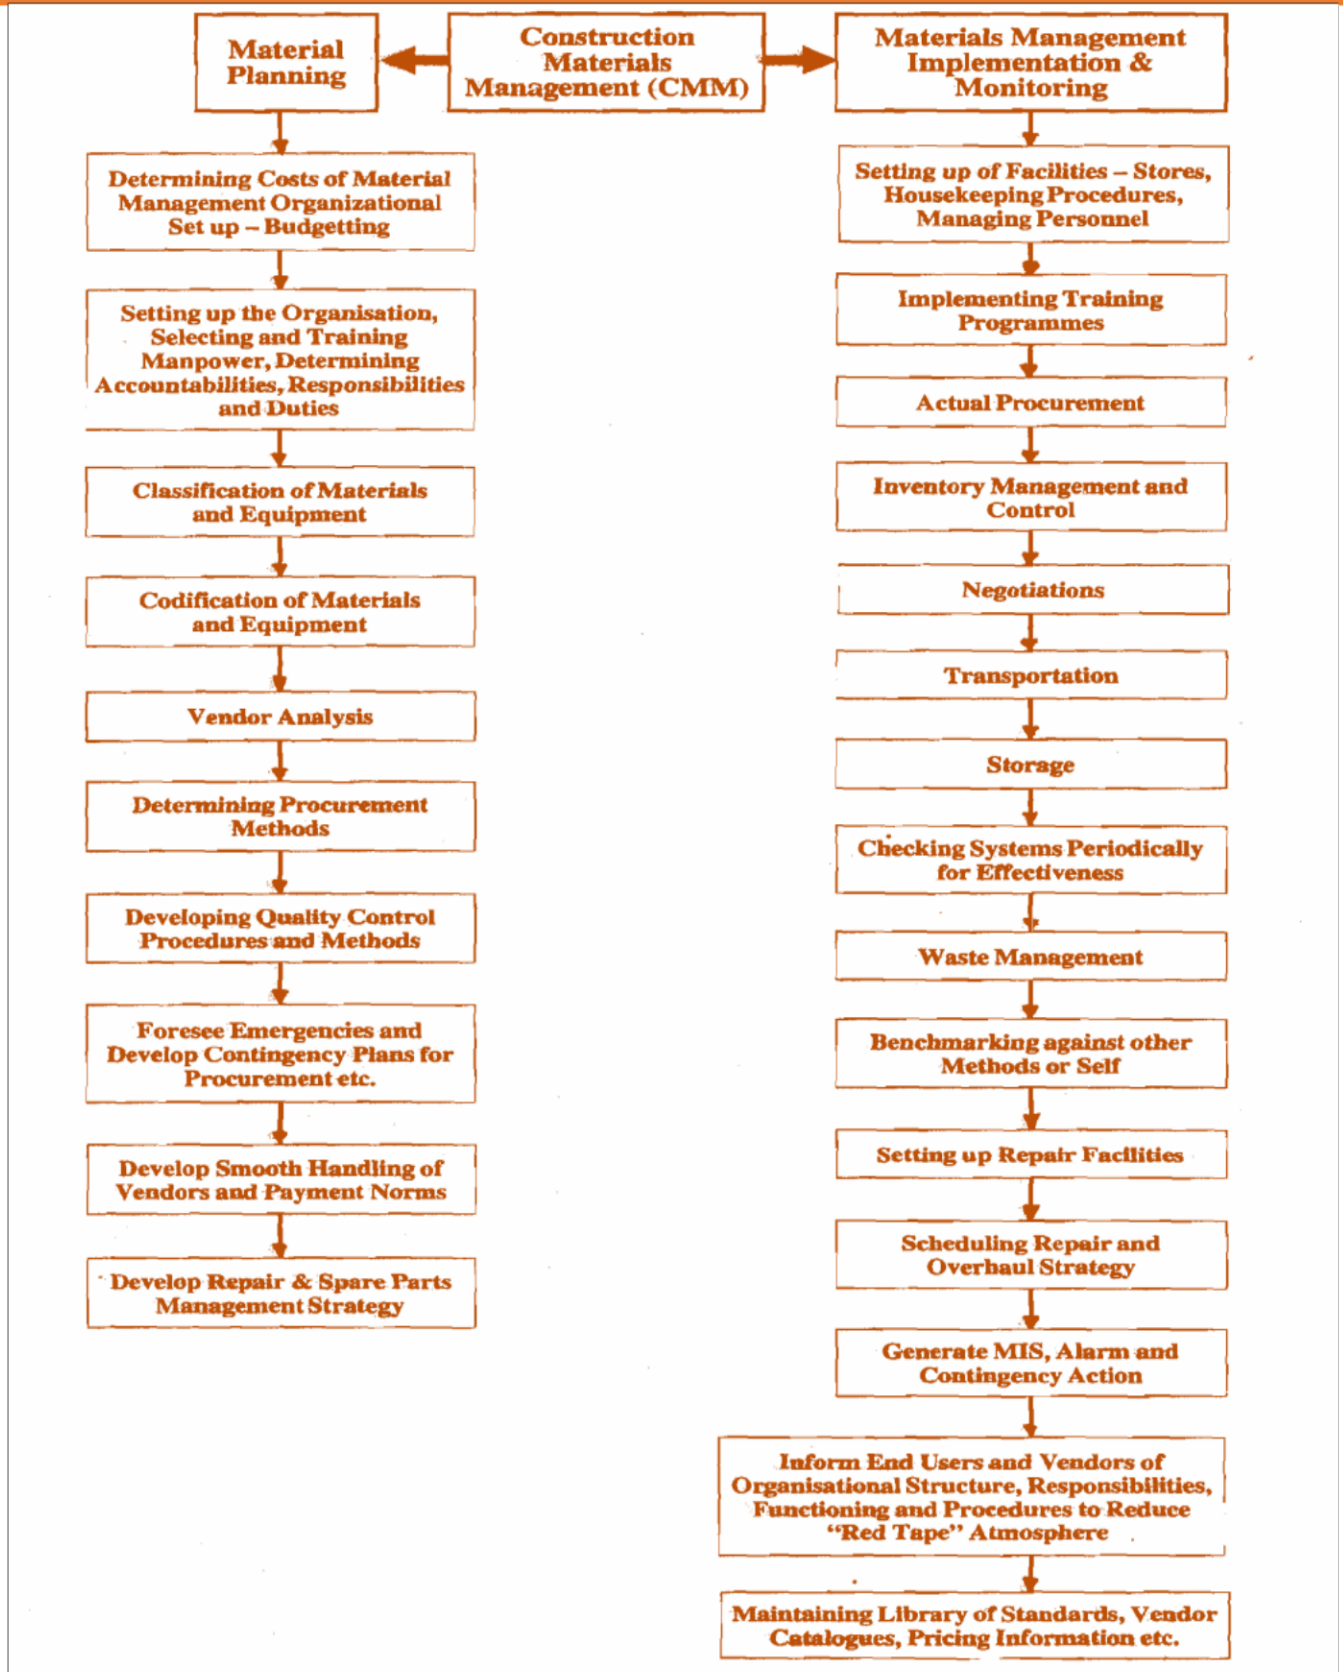 Material
Planning
Construction
Materials
Management (CMM)
Materials Management
Implementation &
Monitoring
Determining Costs of Material
Management Organizational
Set up – Budgetting
Setting up the Organisation,
Selecting and Training
Manpower, Determining
Accountabilities, Responsibilities
and Duties
Classification of Materials
and Equipment
Codification of Materials
and Equipment
Vendor Analysis
Determining Procurement
Methods
Developing Quality Control
Procedures and Methods
Foresee Emergencies and
Develop Contingency Plans for
Procurement etc.
Develop Smooth Handling of
Vendors and Payment Norms
Develop Repair & Spare Parts
Management Strategy
Setting up of Facilities – Stores,
Housekeeping Procedures,
Managing Personnel
Implementing Training
Programmes
Actual Procurement
Inventory Management and
Control
Negotiations
Transportation
Storage
Checking Systems Periodically
for Effectiveness
Waste Management
Benchmarking against other
Methods or Self
Setting up Repair Facilities
Scheduling Repair and
Overhaul Strategy
Generate MIS, Alarm and
Contingency Action
Inform End Users and Vendors of
Organisational Structure, Responsibilities,
Functioning and Procedures to Reduce
“Red Tape” Atmosphere
Maintaining Library of Standards, Vendor
Catalogues, Pricing Information etc.